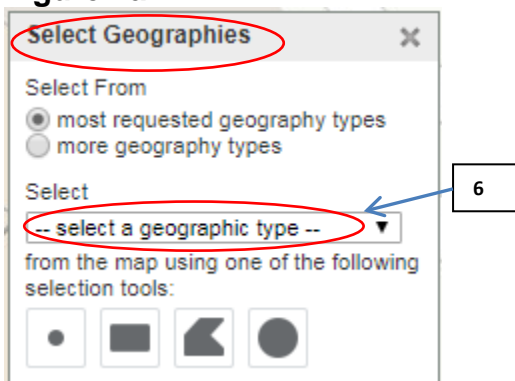 Select Geographies
Select From
most requested geography types
more geography types
Select
-- select a geographic type --
6
from the map using one of the following
selection tools: